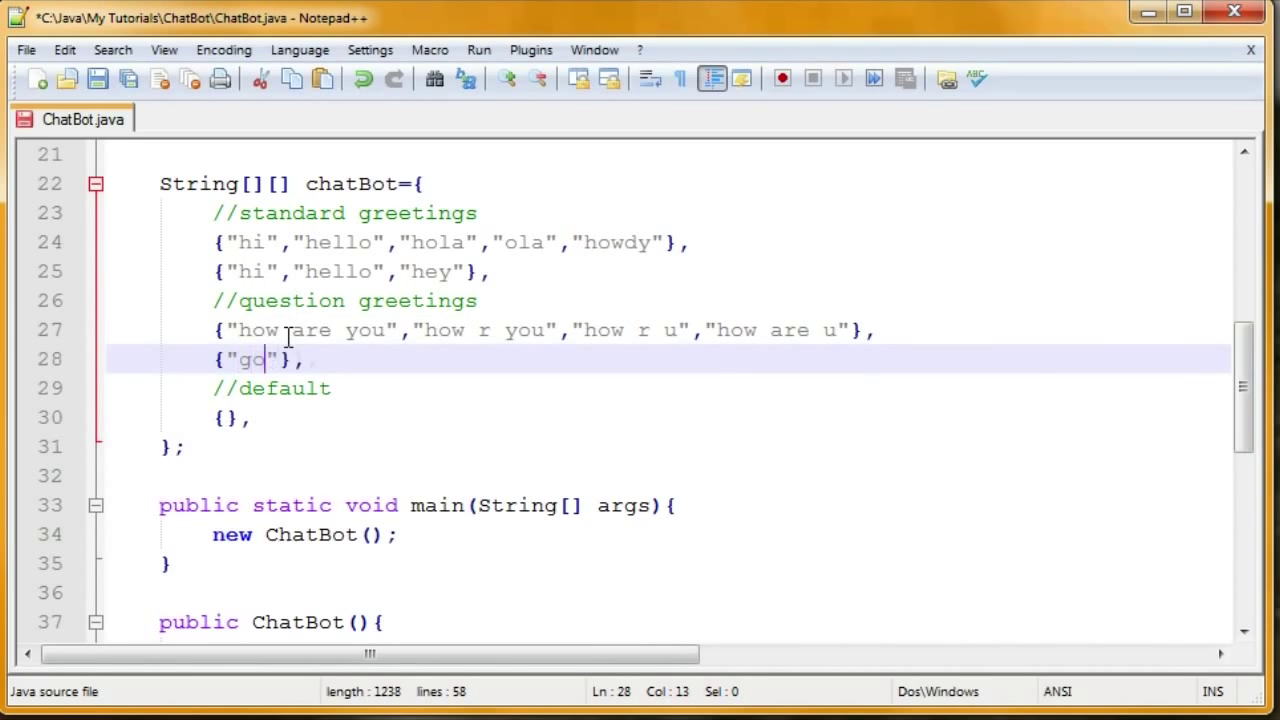 *C:\Java\My Tutorials\ChatBot\ChatBot.java - Notepad++
File Edit Search View Encoding Language Settings Macro Run Plugins Window ? X
ABC
ChatBot.java
21
22 String[][] chatBot={
23 //standard greetings
24 {"hi","hello","hola","ola","howdy"},
25 {"hi","hello","hey"},
26 //question greetings
27 {"how are you","how r you","how r u","how are u"},
28 {"go"},
29 //default
30 {},
31 };
32
33 public static void main(String[] args){
34 new ChatBot();
35 }
36
37 public ChatBot(){
Java source file length : 1238 lines : 58 Ln : 28 Col : 13 Sel : 0 Dos\Windows ANSI INS